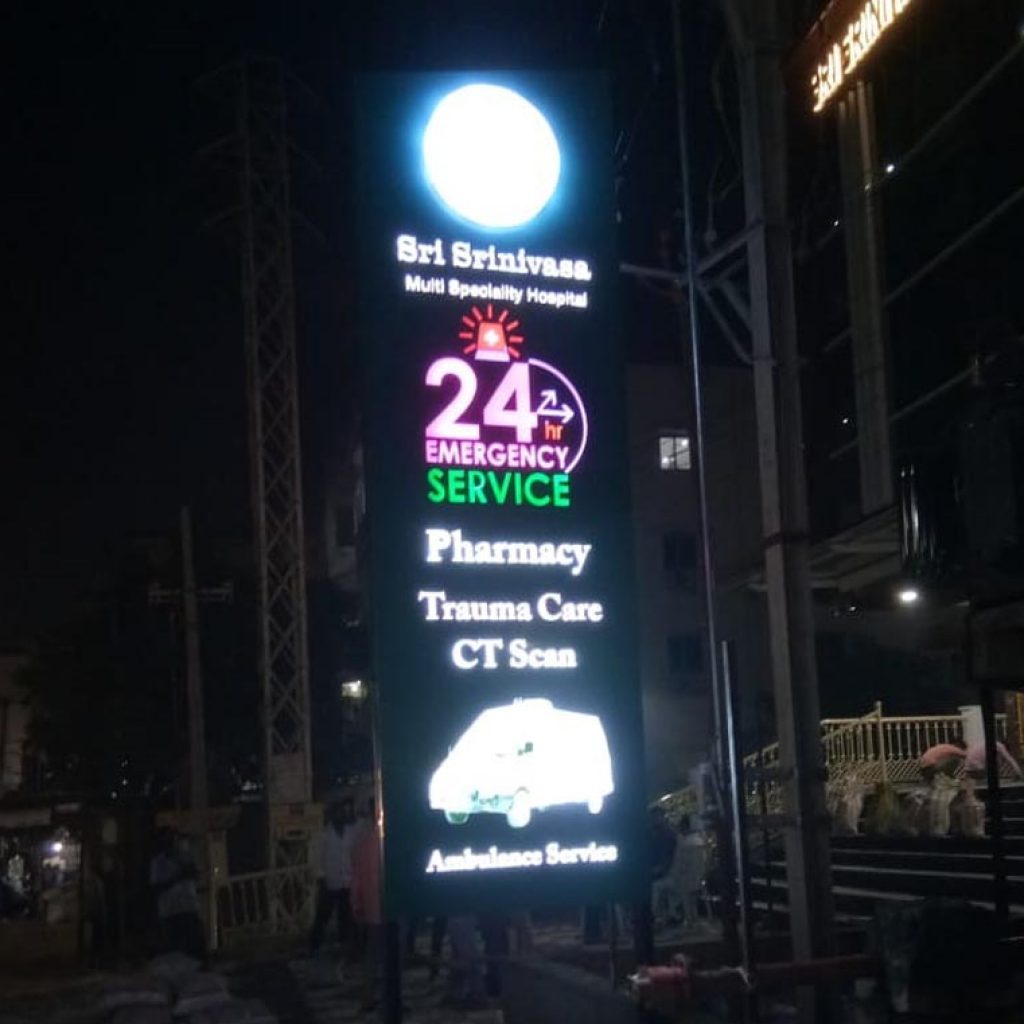 Sri Srinivasa
Multi Speciality Hospital
24
hr
EMERGENCY
SERVICE
Pharmacy
Trauma Care
CT Scan
Ambulance Service